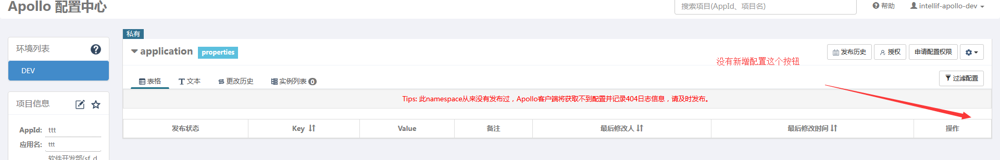 Apollo 配置中心
搜索项目(AppId、项目名)
帮助
intellif-apollo-dev
环境列表
DEV
项目信息
AppId: ttt
应用名: ttt
软件开发部(sf_d
私有
application properties
发布历史 授权 申请配置权限
没有新增配置这个按钮
表格 文本 更改历史 实例列表 0
过滤配置
Tips: 此namespace从来没有发布过，Apollo客户端将获取不到配置并记录404日志信息，请及时发布。
发布状态 Key Value 备注 最后修改人 最后修改时间 操作